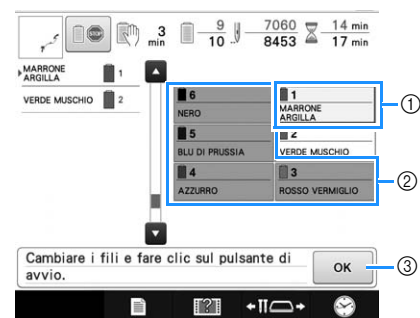 3 min
9
10
7060
8453
14 min
17 min
MARRONE
ARGILLA
1
VERDE MUSCHIO
2
6
NERO
1
MARRONE
ARGILLA
5
BLU DI PRUSSIA
2
VERDE MUSCHIO
4
AZZURRO
3
ROSSO VERMIGLIO
Cambiare i fili e fare clic sul pulsante di
avvio.
OK
1
2
3